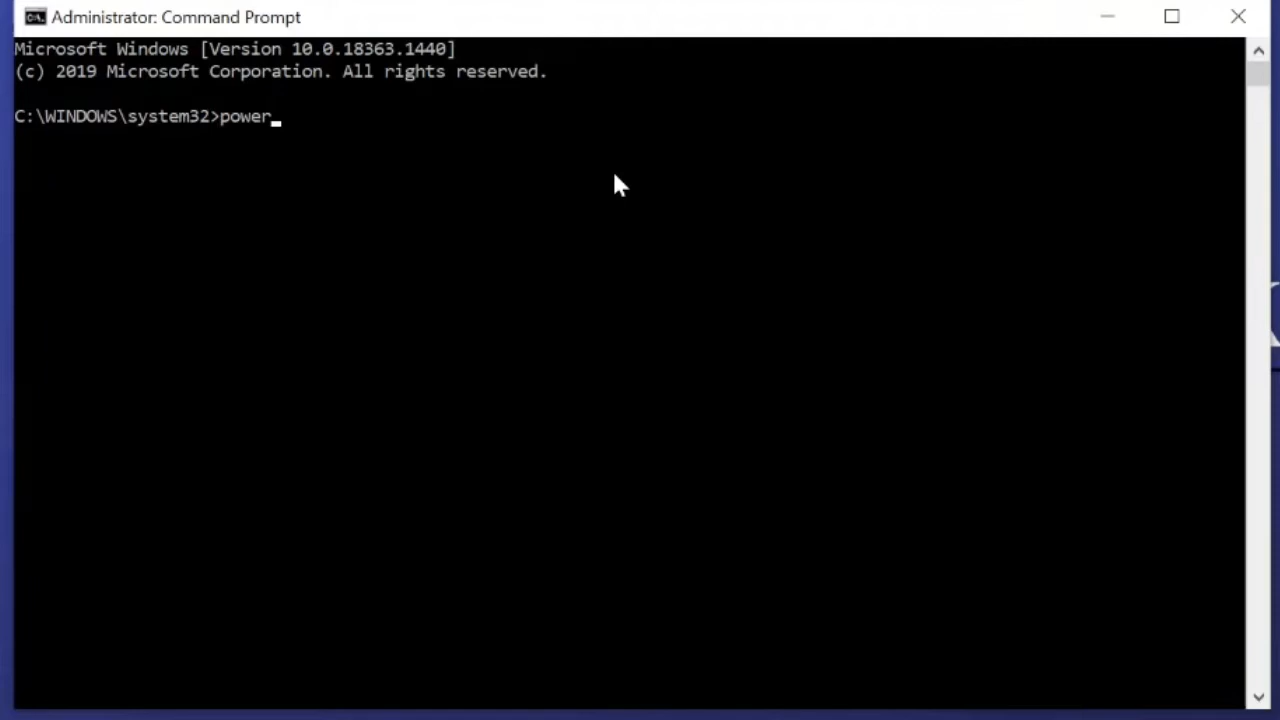 Administrator: Command Prompt
Microsoft Windows [Version 10.0.18363.1440]
(c) 2019 Microsoft Corporation. All rights reserved.
C:\WINDOWS\system32>power